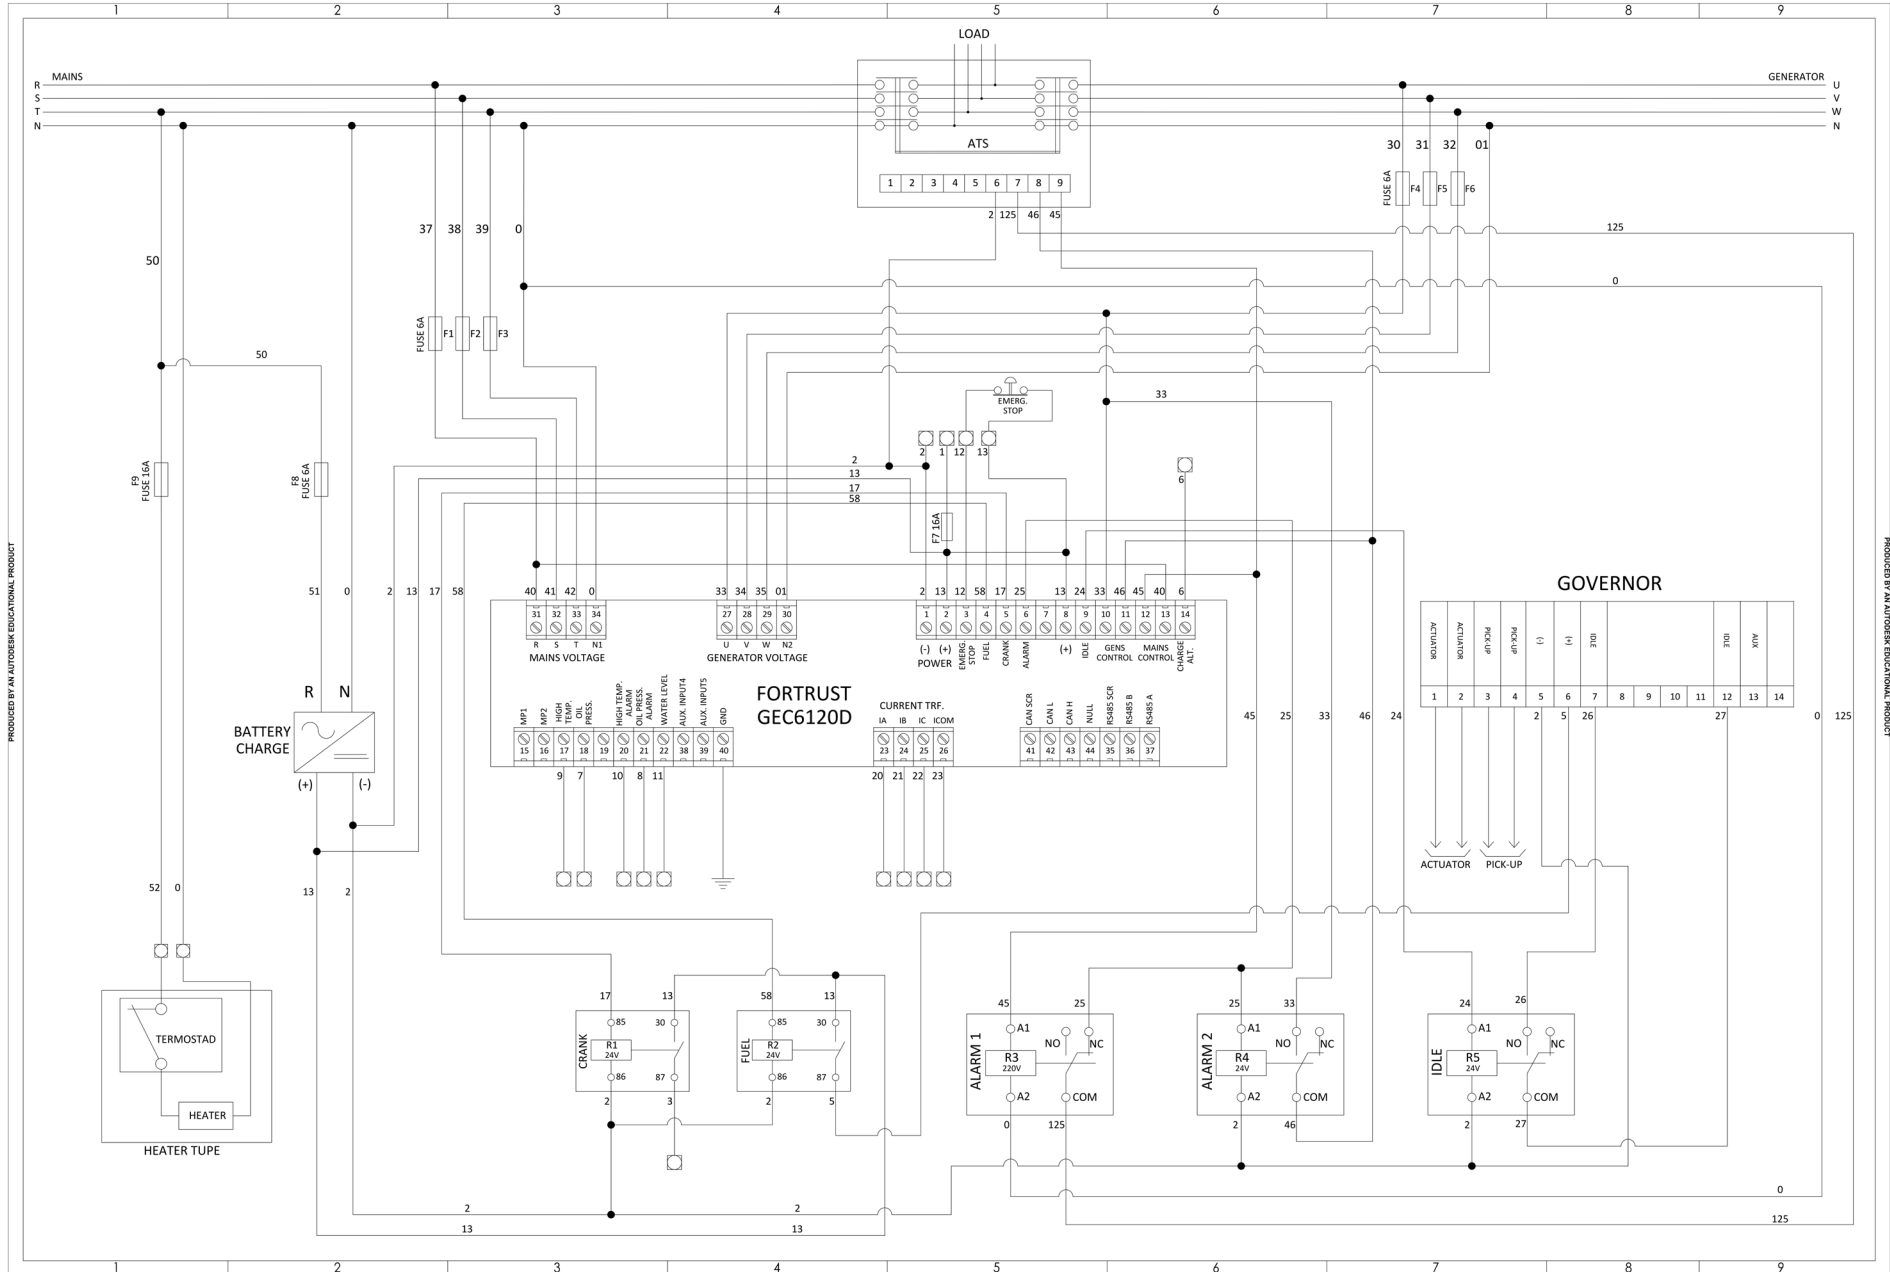 1 2 3 4 5 6 7 8 9
LOAD
MAINS
GENERATOR
R
S
T
N
U
V
W
N
ATS
1 2 3 4 5 6 7 8 9
2 125 46 45
30 31 32 01
FUSE 6A F4 F5 F6
125
37 38 39 0
50
0
FUSE 6A F1 F2 F3
50
EMERG.
STOP
33
2 1 12 13
6
F9
FUSE 16A
F8
FUSE 6A
2
13
17
58
F7 16A
PRODUCED BY AN AUTODESK EDUCATIONAL PRODUCT
PRODUCED BY AN AUTODESK EDUCATIONAL PRODUCT
51 0 2 13 17 58
40 41 42 0
33 34 35 01
2 13 12 58 17 25 13 24 33 46 45 40 6
31 32 33 34
27 28 29 30
1 2 3 4 5 6 7 8 9 10 11 12 13 14
R S T N1
MAINS VOLTAGE
U V W N2
GENERATOR VOLTAGE
(-) (+)
POWER
EMERG.
STOP
FUEL
CRANK
ALARM
(+)
IDLE
GENS
CONTROL
MAINS
CONTROL
CHARGE
ALT.
FORTRUST
GEC6120D
MP1
MP2
HIGH
TEMP.
OIL
PRESS.
HIGH TEMP.
ALARM
OIL PRESS.
ALARM
WATER LEVEL
AUX. INPUT4
AUX. INPUT5
GND
15 16 17 18 19 20 21 22 38 39 40
9 7 10 8 11
CURRENT TRF.
IA IB IC ICOM
23 24 25 26
20 21 22 23
CAN SCR
CAN L
CAN H
NULL
RS485 SCR
RS485 B
RS485 A
41 42 43 44 35 36 37
GOVERNOR
ACTUATOR
ACTUATOR
PICK-UP
PICK-UP
(-)
(+)
IDLE
IDLE
AUX
1 2 3 4 5 6 7 8 9 10 11 12 13 14
2 5 26 27
45 25 33 46 24
0 125
ACTUATOR PICK-UP
R N
BATTERY
CHARGE
(+) (-)
52 0
13 2
TERMOSTAD
HEATER
HEATER TUPE
17 13
CRANK
85 30
R1
24V
86 87
2 3
58 13
FUEL
85 30
R2
24V
86 87
2 5
45 25
ALARM 1
A1
NO NC
R3
220V
A2 COM
0 125
25 33
ALARM 2
A1
NO NC
R4
24V
A2 COM
2 46
24 26
IDLE
A1
NO NC
R5
24V
A2 COM
2 27
2 2
13 13
0
125
1 2 3 4 5 6 7 8 9